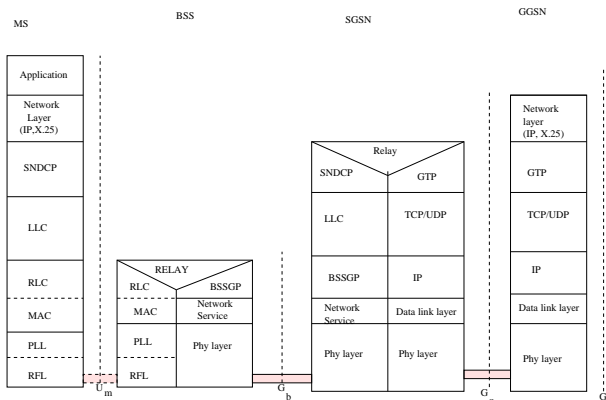 MS
BSS
SGSN
GGSN
Application
Network
Layer
(IP,X.25)
SNDCP
LLC
RLC
MAC
PLL
RFL
RELAY
RLC
BSSGP
MAC
Network
Service
PLL
Phy layer
RFL
Relay
SNDCP
GTP
LLC
TCP/UDP
BSSGP
IP
Network
Service
Data link layer
Phy layer
Phy layer
Network
layer
(IP, X.25)
GTP
TCP/UDP
IP
Data link layer
Phy layer
U m
G b
G
G